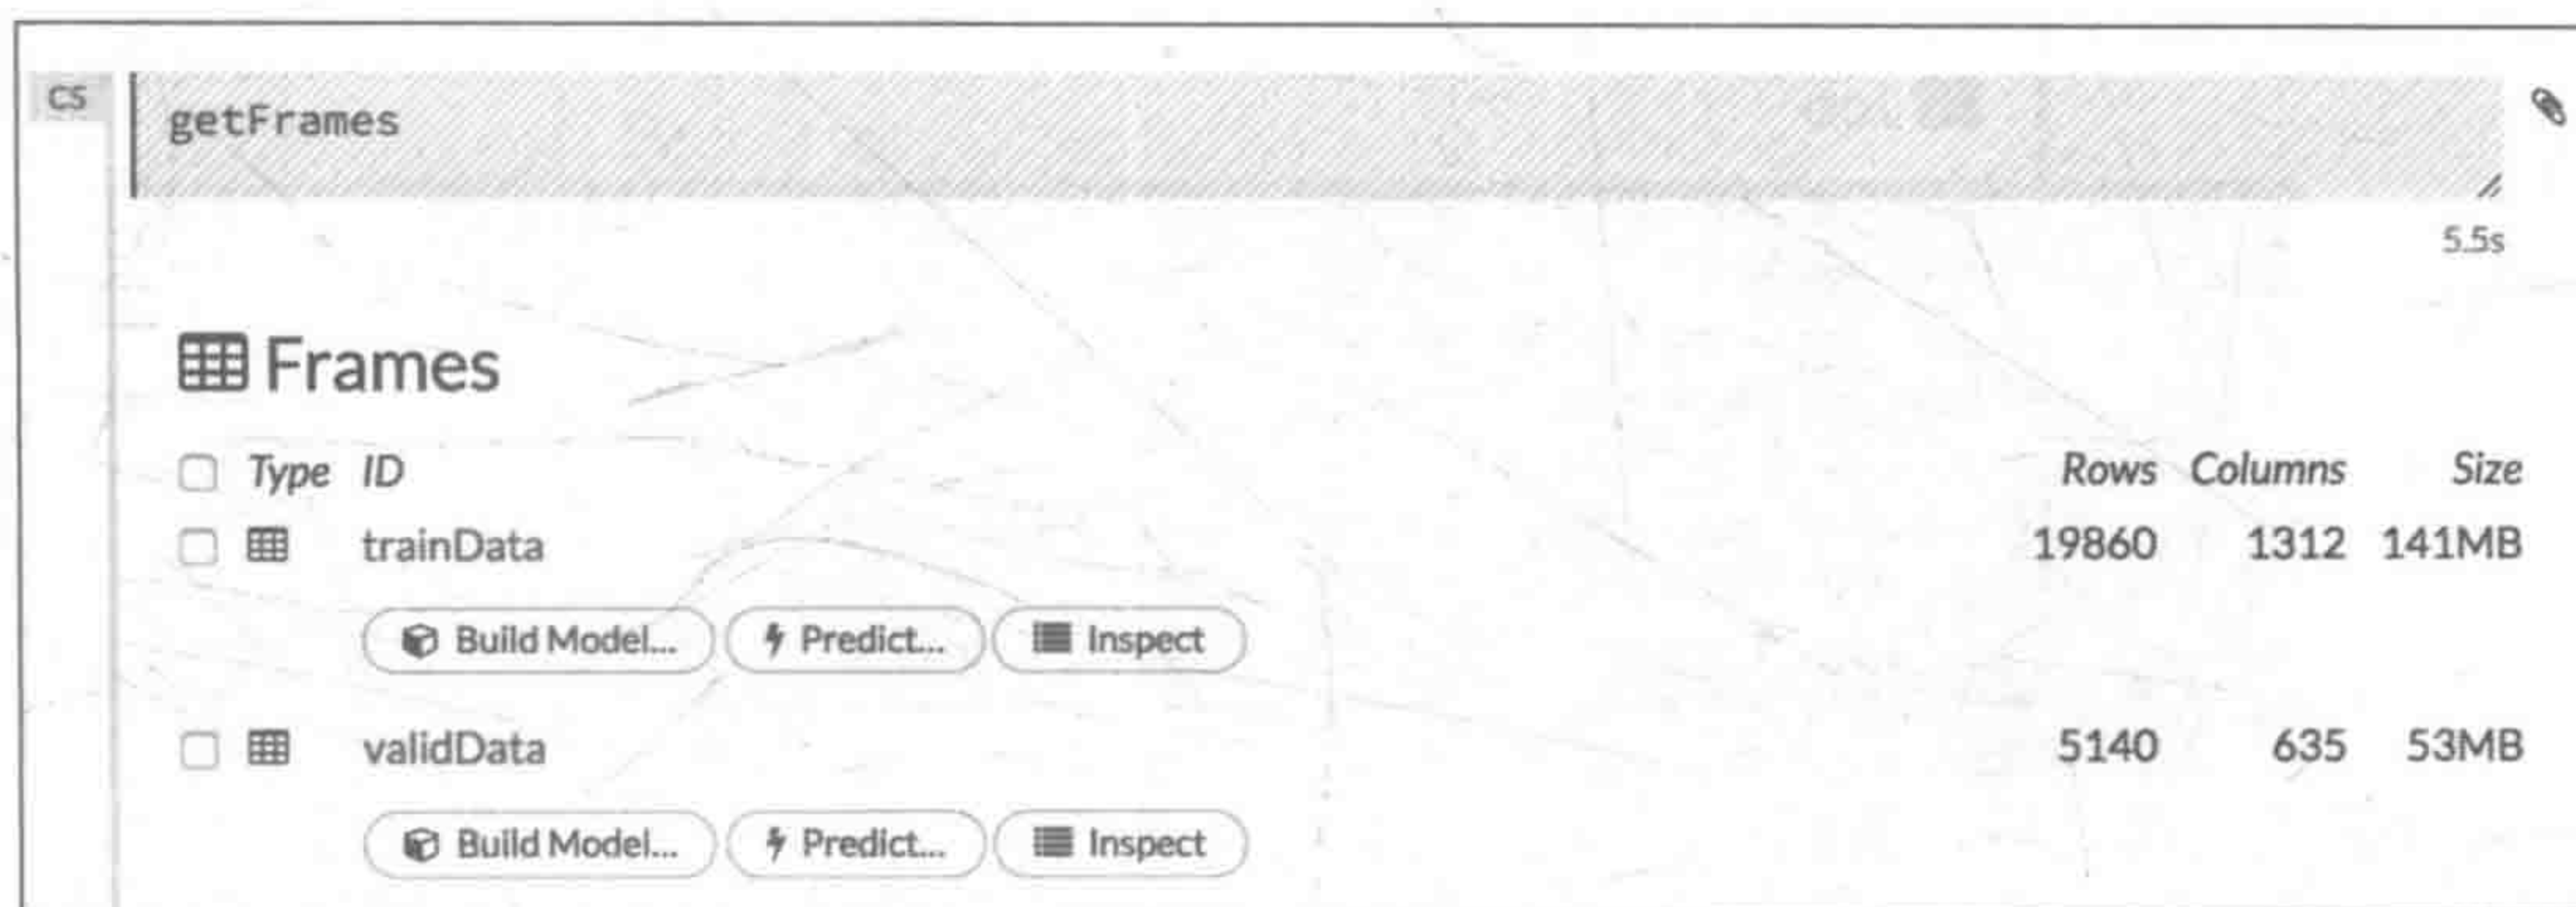 CS
getFrames
5.5s
Frames
Type ID Rows Columns Size
trainData 19860 1312 141MB
Build Model... Predict... Inspect
validData 5140 635 53MB
Build Model... Predict... Inspect